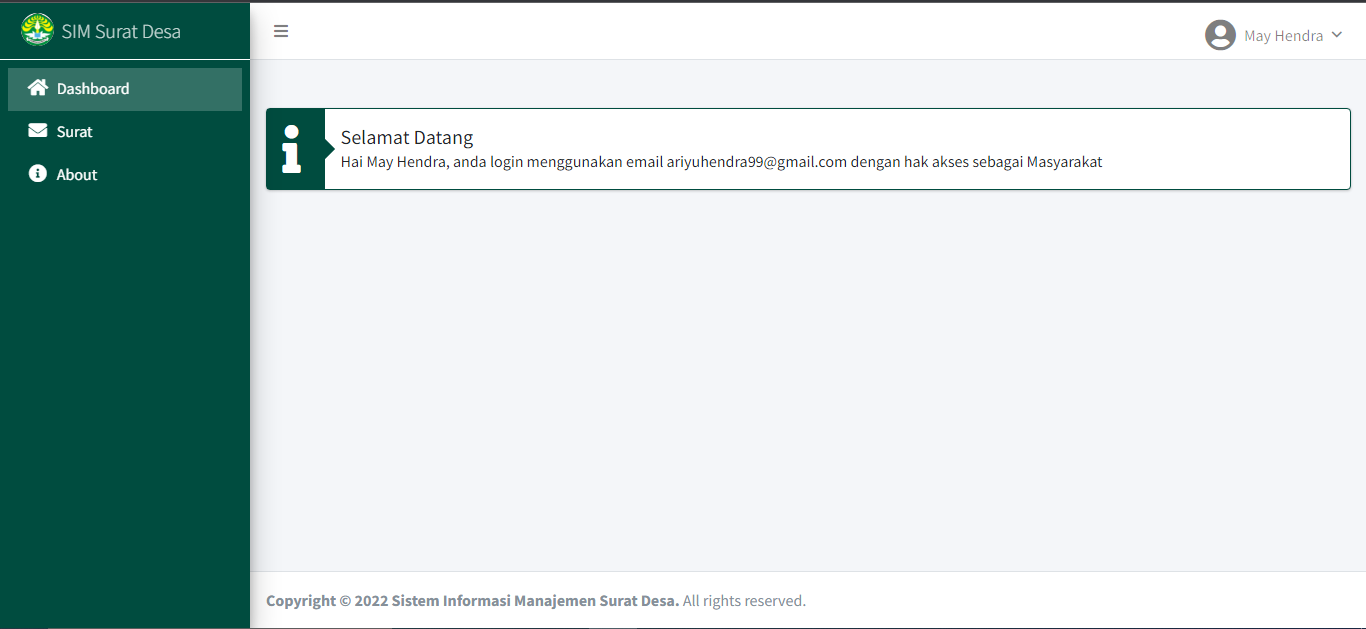 SIM Surat Desa
May Hendra
Dashboard
Surat
About
Selamat Datang
Hai May Hendra, anda login menggunakan email ariyuhendra99@gmail.com dengan hak akses sebagai Masyarakat
Copyright © 2022 Sistem Informasi Manajemen Surat Desa. All rights reserved.